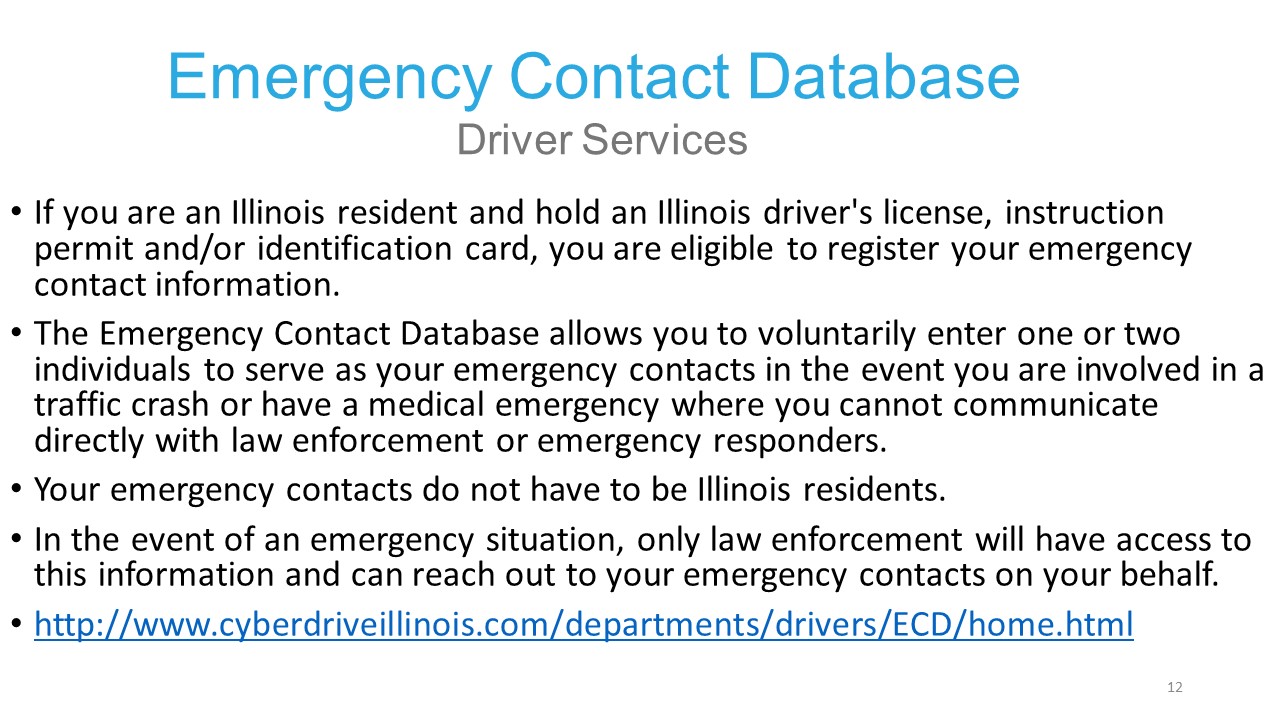 Emergency Contact Database
Driver Services
• If you are an Illinois resident and hold an Illinois driver's license, instruction
permit and/or identification card, you are eligible to register your emergency
contact information.
• The Emergency Contact Database allows you to voluntarily enter one or two
individuals to serve as your emergency contacts in the event you are involved in a
traffic crash or have a medical emergency where you cannot communicate
directly with law enforcement or emergency responders.
• Your emergency contacts do not have to be Illinois residents.
• In the event of an emergency situation, only law enforcement will have access to
this information and can reach out to your emergency contacts on your behalf.
• http://www.cyberdriveillinois.com/departments/drivers/ECD/home.html
12